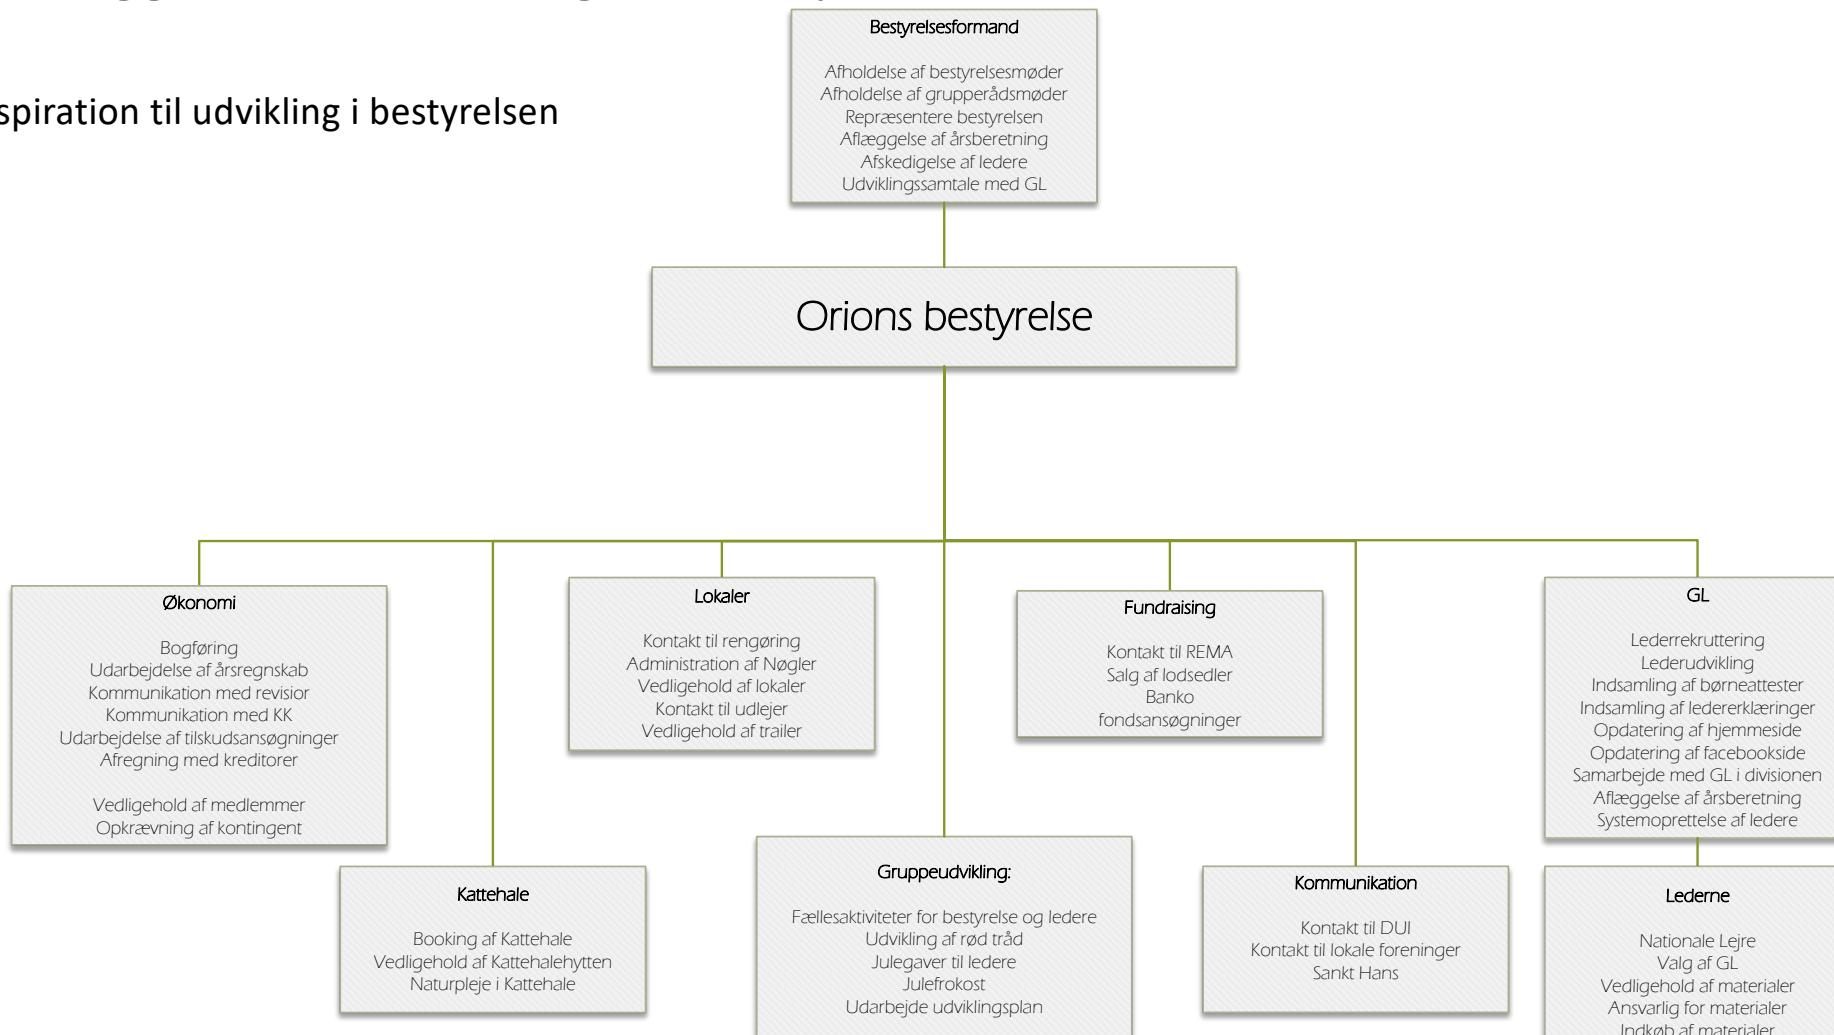 Bestyrelsesformand
Afholdelse af bestyrelsesmøder
Afholdelse af grupperådsmøder
Repræsentere bestyrelsen
Aflæggelse af årsberetning
Afskedigelse af ledere
Udviklingssamtale med GL
spiration til udvikling i bestyrelsen
Orions bestyrelse
Økonomi
Bogføring
Udarbejdelse af årsregnskab
Kommunikation med revisior
Kommunikation med KK
Udarbejdelse af tilskudsansøgninger
Afregning med kreditorer
Vedligehold af medlemmer
Opkrævning af kontingent
Lokaler
Kontakt til rengøring
Administration af Nøgler
Vedligehold af lokaler
Kontakt til udlejer
Vedligehold af trailer
Fundraising
Kontakt til REMA
Salg af lodsedler
Banko
fondsansøgninger
GL
Lederrekruttering
Lederudvikling
Indsamling af børneattester
Indsamling af ledererklæringer
Opdatering af hjemmeside
Opdatering af facebookside
Samarbejde med GL i divisionen
Aflæggelse af årsberetning
Systemoprettelse af ledere
Kattehale
Booking af Kattehale
Vedligehold af Kattehalehytten
Naturpleje i Kattehale
Gruppeudvikling:
Fællesaktiviteter for bestyrelse og ledere
Udvikling af rød tråd
Julegaver til ledere
Julefrokost
Udarbejde udviklingsplan
Kommunikation
Kontakt til DUI
Kontakt til lokale foreninger
Sankt Hans
Lederne
Nationale Lejre
Valg af GL
Vedligehold af materialer
Ansvarlig for materialer
Indkøb af materialer